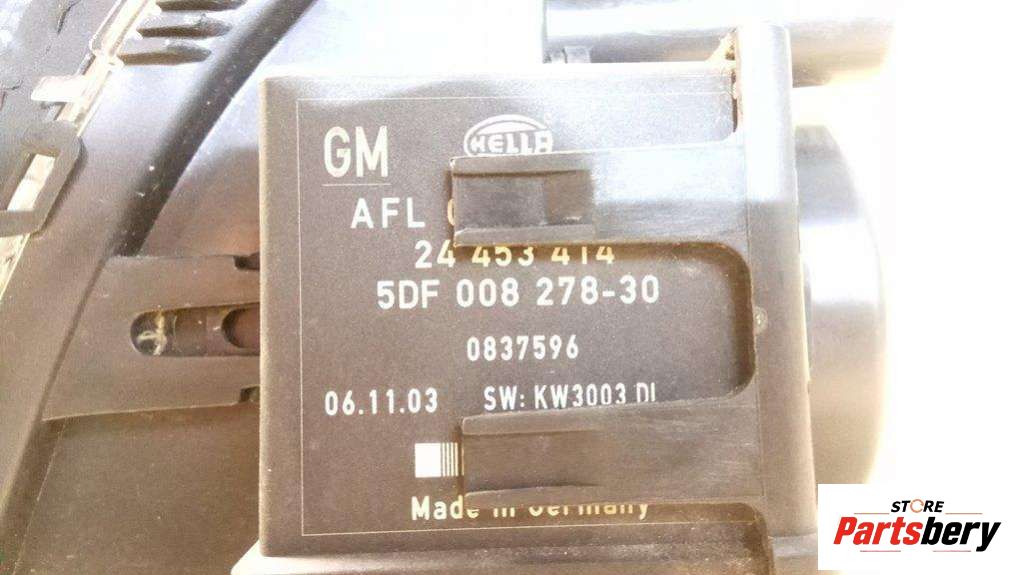 GM
HELLA
AFL
24 453 414
5DF 008 278-30
0837596
06.11.03 SW: KW3003 DI
Made in Germany
STORE
Partsbery